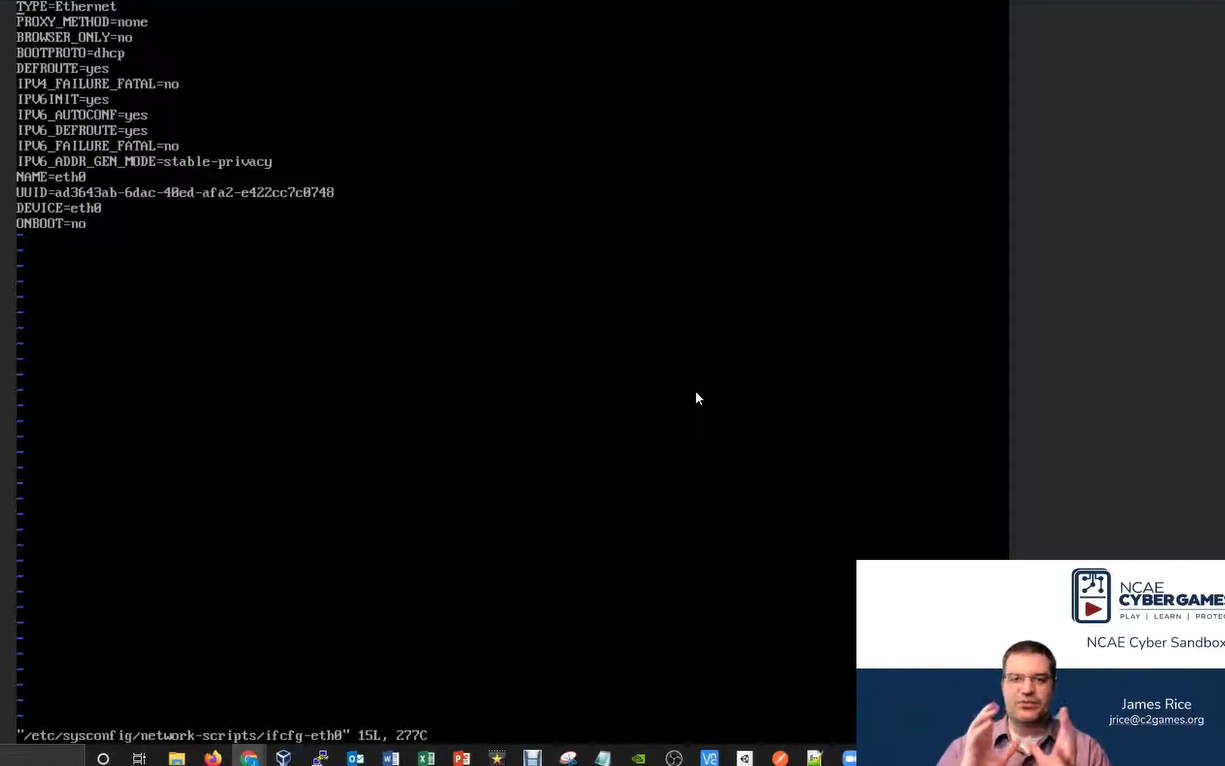 TYPE=Ethernet
PROXY_METHOD=none
BROWSER_ONLY=no
BOOTPROTO=dhcp
DEFROUTE=yes
IPV4_FAILURE_FATAL=no
IPV6INIT=yes
IPV6_AUTOCONF=yes
IPV6_DEFROUTE=yes
IPV6_FAILURE_FATAL=no
IPV6_ADDR_GEN_MODE=stable-privacy
NAME=eth0
UUID=ad3643ab-6dac-40ed-afa2-e422cc7c0748
DEVICE=eth0
ONBOOT=no
"/etc/sysconfig/network-scripts/ifcfg-eth0" 15L, 277C
NCAE
CYBERGAMES
PLAY | LEARN | PROTEC
NCAE Cyber Sandbox
James Rice
jrice@c2games.org